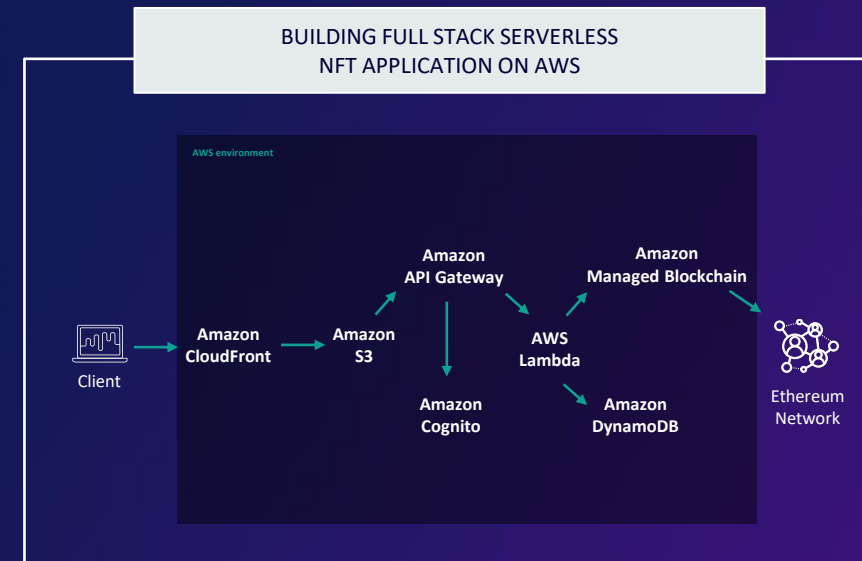 BUILDING FULL STACK SERVERLESS
NFT APPLICATION ON AWS
AWS environment
Amazon
API Gateway
Amazon
Managed Blockchain
Client
Amazon
CloudFront
Amazon
S3
AWS
Lambda
Ethereum
Network
Amazon
Cognito
Amazon
DynamoDB